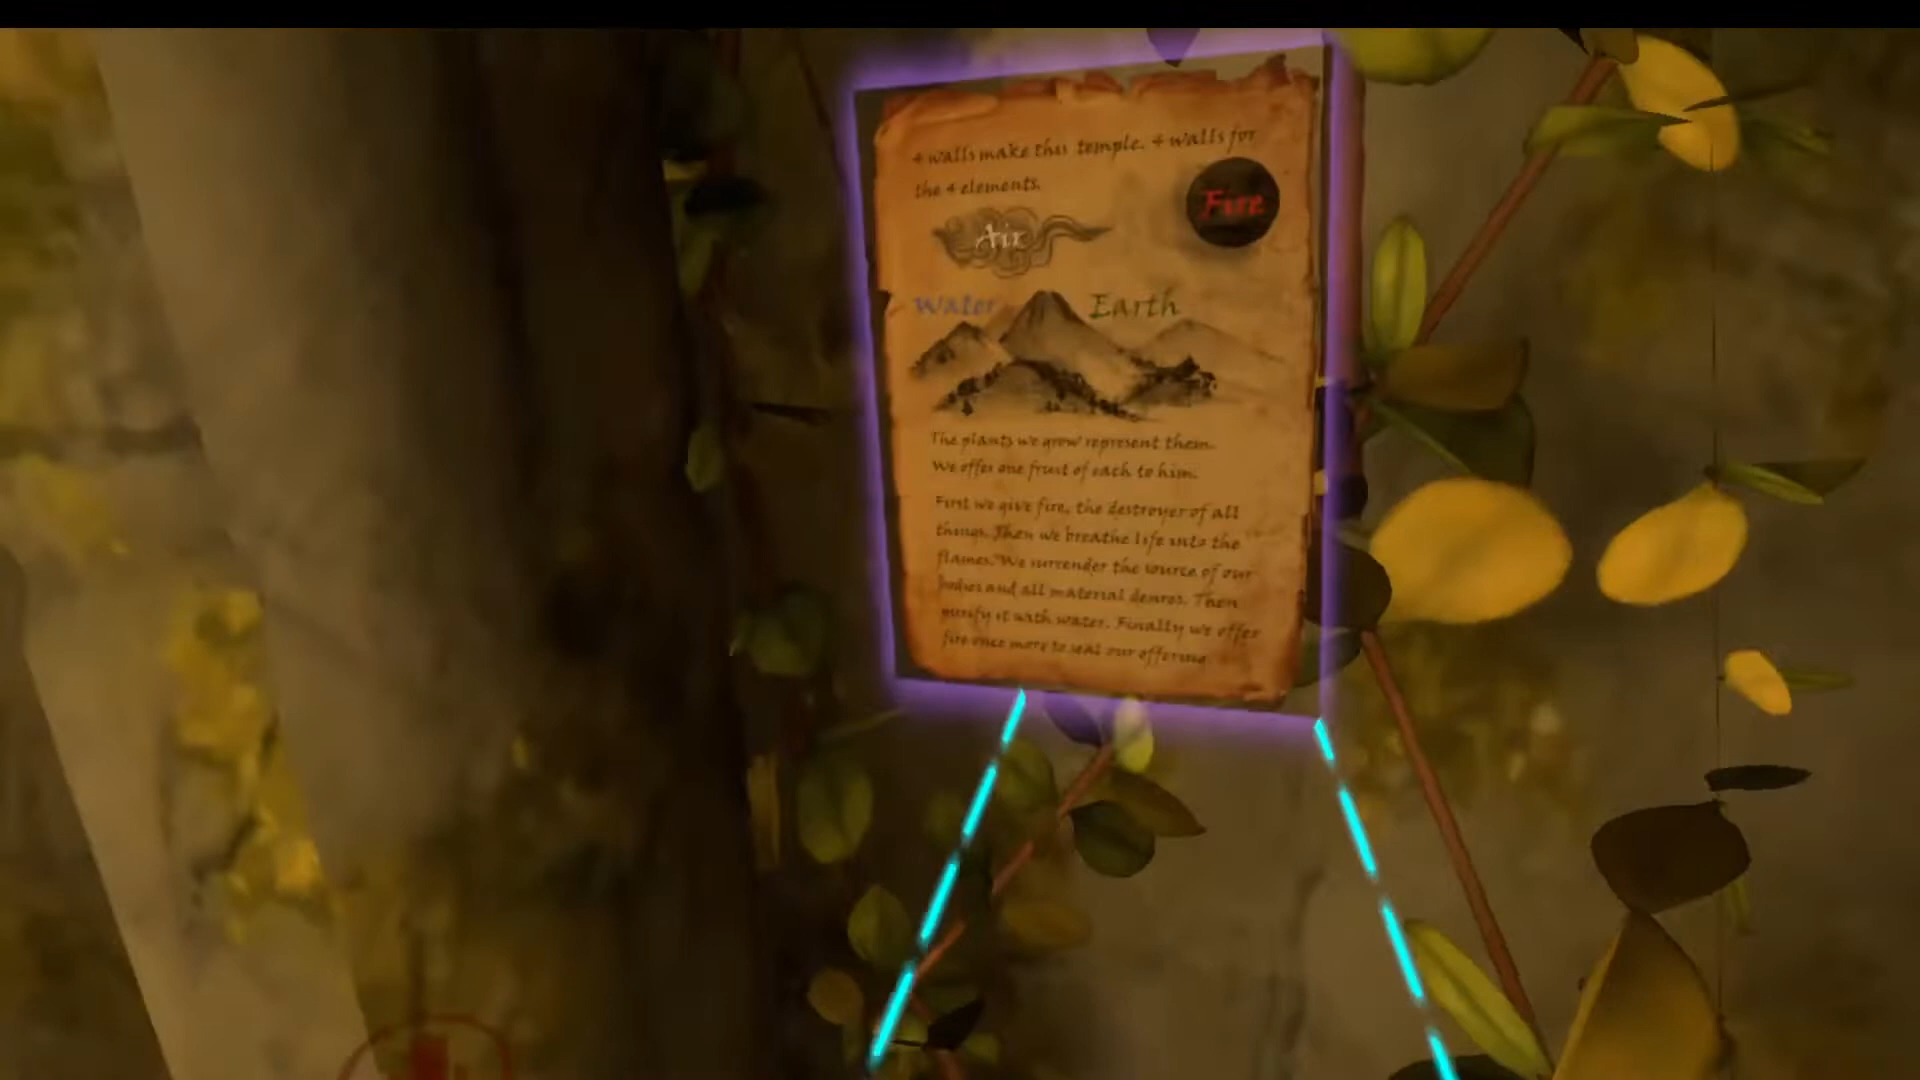 4 walls make this temple. 4 walls for
the 4 elements.
Fire
Air
Water Earth
The plants we grow represent them.
We offer one fruit of each to him.
First we give fire, the destroyer of all
things. Then we breathe life into the
flames. We surrender the source of our
bodies and all material desires. Then
purify it with water. Finally we offer
fire once more to seal our offering